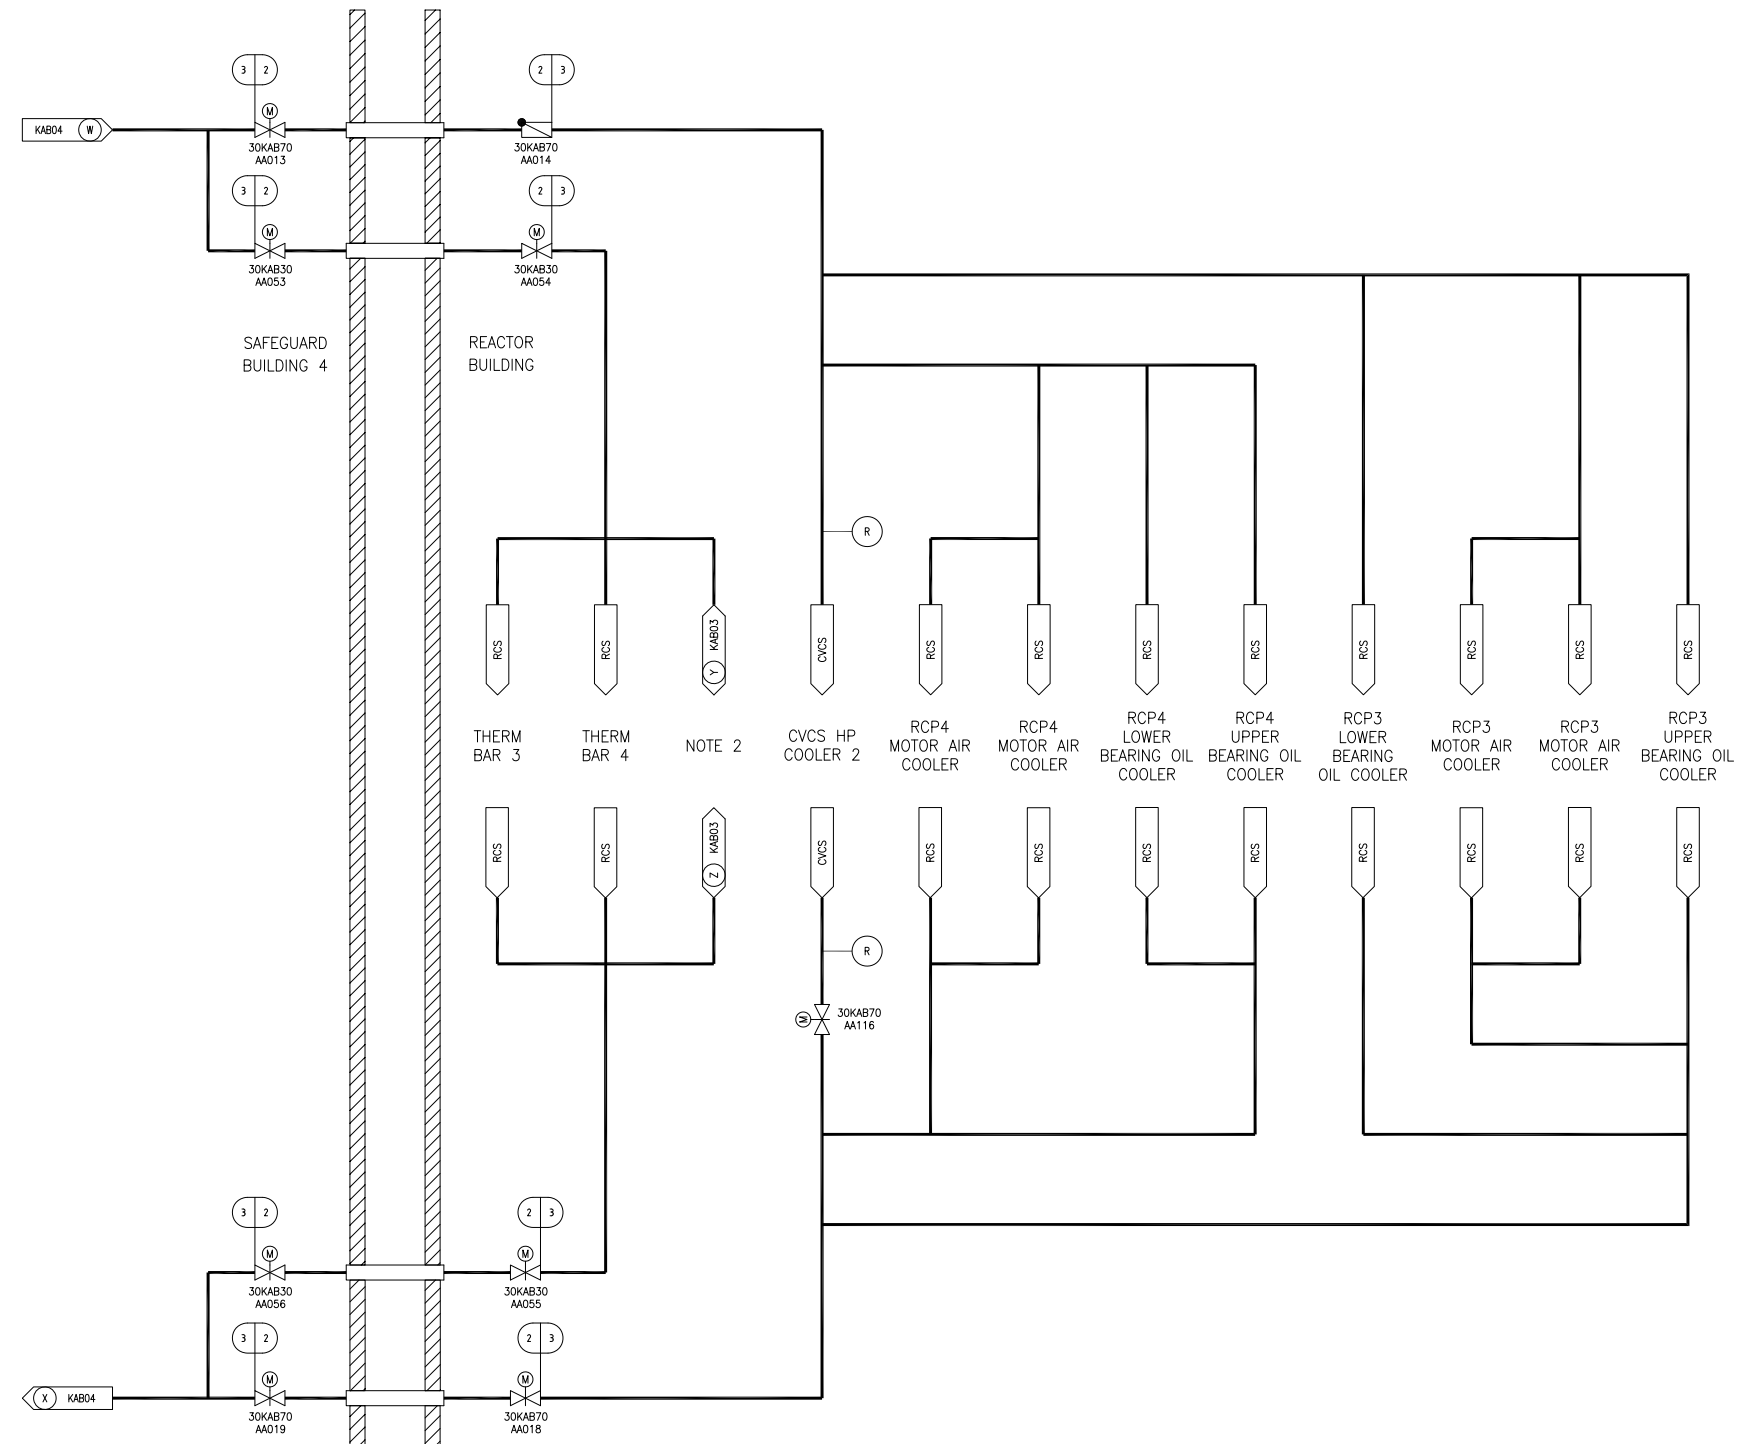 3 2
2 3
M
KAB04 W
30KAB70
AA013
30KAB70
AA014
3 2
2 3
M
M
30KAB30
AA053
30KAB30
AA054
SAFEGUARD
BUILDING 4
REACTOR
BUILDING
R
RCS
RCS
Y KAB03
CVCS
RCS
RCS
RCS
RCS
RCS
RCS
RCS
RCS
THERM
BAR 3
THERM
BAR 4
NOTE 2
CVCS HP
COOLER 2
RCP4
MOTOR AIR
COOLER
RCP4
MOTOR AIR
COOLER
RCP4
LOWER
BEARING OIL
COOLER
RCP4
UPPER
BEARING OIL
COOLER
RCP3
LOWER
BEARING
OIL COOLER
RCP3
MOTOR AIR
COOLER
RCP3
MOTOR AIR
COOLER
RCP3
UPPER
BEARING OIL
COOLER
RCS
RCS
Z KAB03
CVCS
RCS
RCS
RCS
RCS
RCS
RCS
RCS
RCS
R
M
30KAB70
AA116
3 2
2 3
M
M
30KAB30
AA056
30KAB30
AA055
3 2
2 3
M
M
X KAB04
30KAB70
AA019
30KAB70
AA018